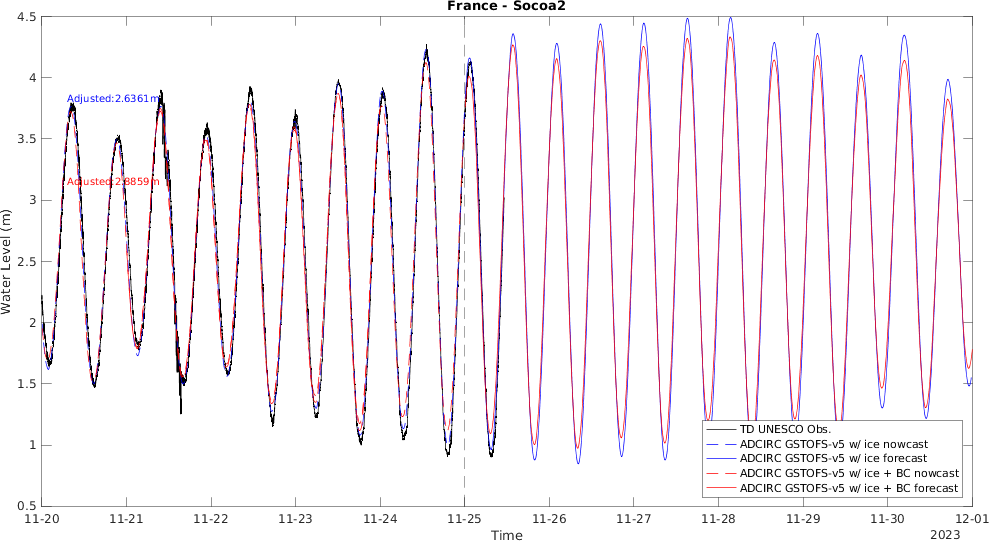 France - Socoa2
4.5
4
3.5
3
2.5
2
1.5
1
0.5
Water Level (m)
Adjusted:2.6361m
Adjusted:2.8859m
TD UNESCO Obs.
ADCIRC GSTOFS-v5 w/ ice nowcast
ADCIRC GSTOFS-v5 w/ ice forecast
ADCIRC GSTOFS-v5 w/ ice + BC nowcast
ADCIRC GSTOFS-v5 w/ ice + BC forecast
11-20 11-21 11-22 11-23 11-24 11-25 11-26 11-27 11-28 11-29 11-30 12-01
Time
2023